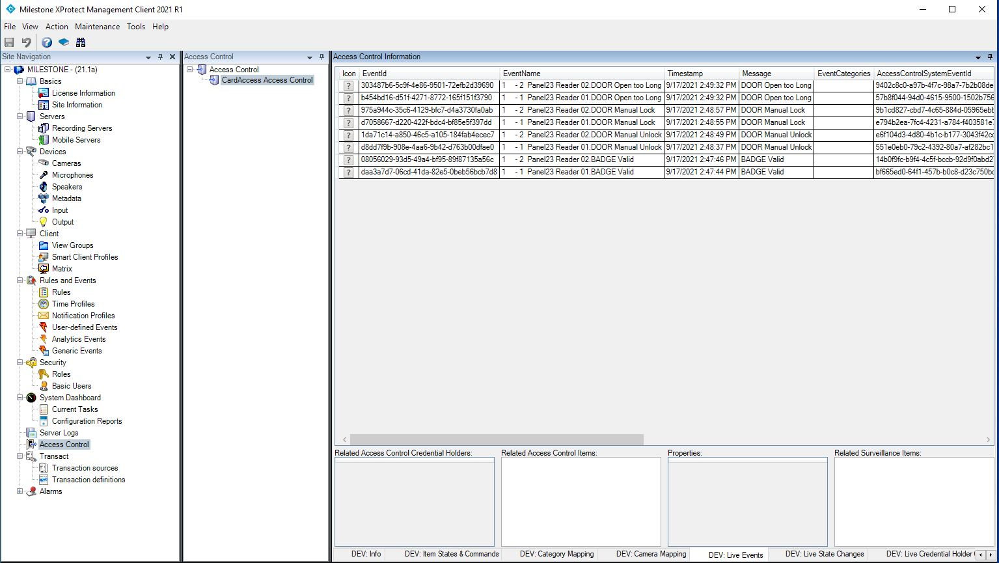 Milestone XProtect Management Client 2021 R1
File View Action Maintenance Tools Help
Site Navigation
MILESTONE - (21.1a)
Basics
License Information
Site Information
Servers
Recording Servers
Mobile Servers
Devices
Cameras
Microphones
Speakers
Metadata
Input
Output
Client
View Groups
Smart Client Profiles
Matrix
Rules and Events
Rules
Time Profiles
Notification Profiles
User-defined Events
Analytics Events
Generic Events
Security
Roles
Basic Users
System Dashboard
Current Tasks
Configuration Reports
Server Logs
Access Control
Transact
Transaction sources
Transaction definitions
Alarms
Access Control
Access Control
CardAccess Access Control
Access Control Information
Icon EventId EventName Timestamp Message EventCategories AccessControlSystemEventId
? 303487b6-5c9f-4e86-9501-72efb2d39690 1 - 2 Panel23 Reader 02.DOOR Open too Long 9/17/2021 2:49:32 PM DOOR Open too Long 9402c8c0-a97b-4f7c-98a7-7b2b08de
? b454bd16-d51f-4271-8772-165f151f3790 1 - 1 Panel23 Reader 01.DOOR Open too Long 9/17/2021 2:49:32 PM DOOR Open too Long 57b8f044-94d0-4615-9500-1502b756
? 975a944c-35c6-4129-bfc7-d4a3730fa0ab 1 - 2 Panel23 Reader 02.DOOR Manual Lock 9/17/2021 2:48:57 PM DOOR Manual Lock 9b1cd827-cbd7-4c65-884d-05965ebb
? d7058667-d220-422f-bdc4-bf85e5f397dd 1 - 1 Panel23 Reader 01.DOOR Manual Lock 9/17/2021 2:48:55 PM DOOR Manual Lock e794b2ea-7fc4-4231-a784-f403581e7
? 1da71c14-a850-46c5-a105-184fab4ecec7 1 - 2 Panel23 Reader 02.DOOR Manual Unlock 9/17/2021 2:48:49 PM DOOR Manual Unlock e6f104d3-4d80-4b1c-b177-3043f42cc
? d8dd7f9b-908e-4aa6-9b42-d763b00dfae0 1 - 1 Panel23 Reader 01.DOOR Manual Unlock 9/17/2021 2:48:37 PM DOOR Manual Unlock 551e0eb0-79c2-4392-80a7-af282bc1
? 08056029-93d5-49a4-bf95-89f87135a56c 1 - 2 Panel23 Reader 02.BADGE Valid 9/17/2021 2:47:46 PM BADGE Valid 14b0f9fc-b9f4-4c5f-bccb-92d9f0abd2
? daa3a7d7-06cd-41da-82e5-0beb56bcb7d8 1 - 1 Panel23 Reader 01.BADGE Valid 9/17/2021 2:47:44 PM BADGE Valid bf665ed0-64f1-457b-b0c8-d23c750bc
Related Access Control Credential Holders: Related Access Control Items: Properties: Related Surveillance Items:
DEV: Info DEV: Item States & Commands DEV: Category Mapping DEV: Camera Mapping DEV: Live Events DEV: Live State Changes DEV: Live Credential Holder